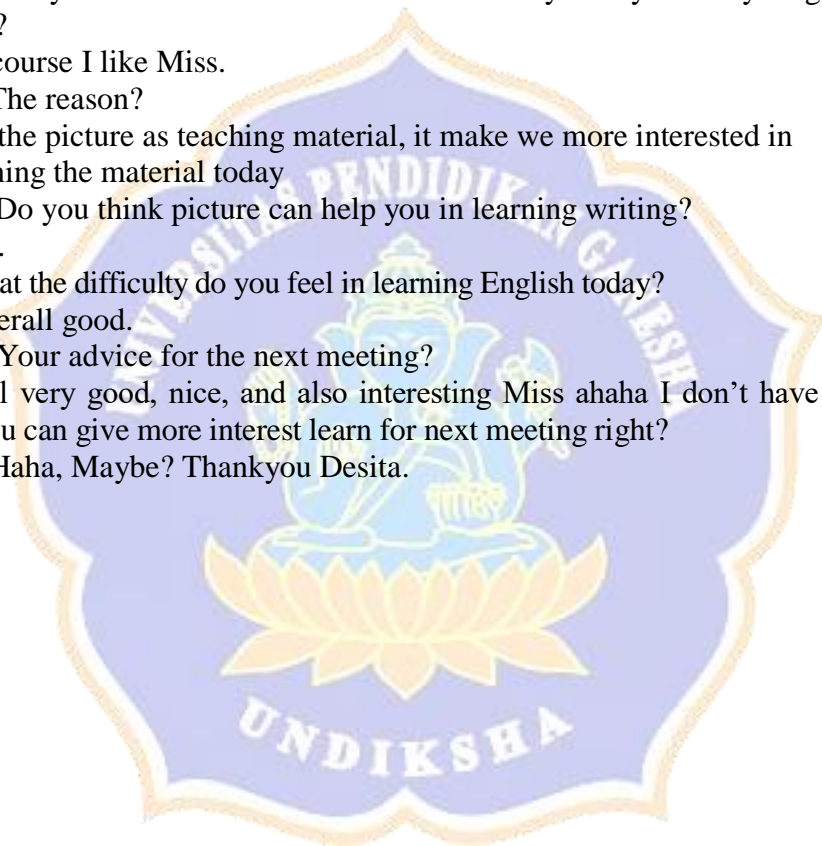 ?
course I like Miss.
The reason?
the picture as teaching material, it make we more interested in
ning the material today
Do you think picture can help you in learning writing?
.
at the difficulty do you feel in learning English today?
erall good.
Your advice for the next meeting?
l very good, nice, and also interesting Miss ahaha I don't have
u can give more interest learn for next meeting right?
Haha, Maybe? Thankyou Desita.
UNIVERSITAS PENDIDIKAN GANESHA
UNDIKSHA